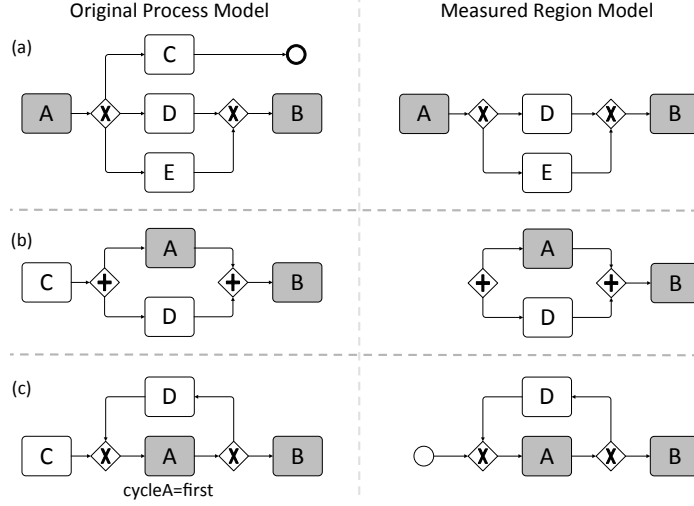 Original Process Model
Measured Region Model
(a)
C
A
X
D
X
B
E
A
X
D
X
B
E
(b)
A
C
+
+
B
D
A
+
+
B
D
(c)
D
C
X
A
X
B
cycleA=first
D
X
A
X
B